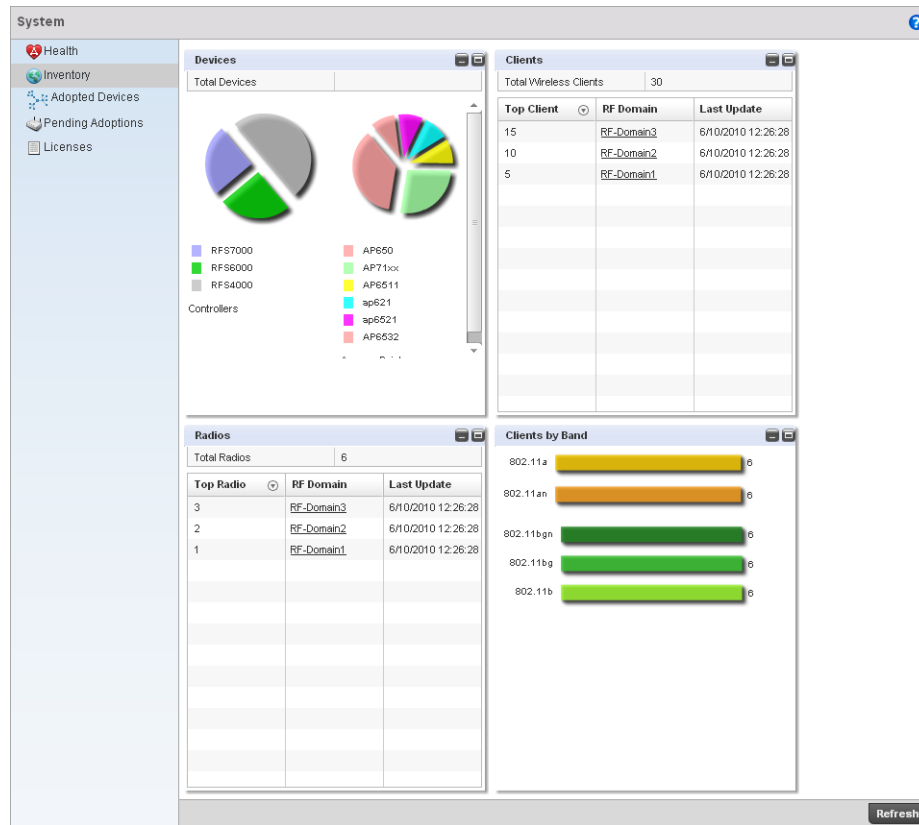 System
Health
Inventory
Adopted Devices
Pending Adoptions
Licenses
Devices
Total Devices
RFS7000
RFS6000
RFS4000
Controllers
AP650
AP71xx
AP6511
ap621
ap6521
AP6532
Clients
Total Wireless Clients 30
Top Client RF Domain Last Update
15 RF-Domain3 6/10/2010 12:26:28
10 RF-Domain2 6/10/2010 12:26:28
5 RF-Domain1 6/10/2010 12:26:28
Radios
Total Radios 6
Top Radio RF Domain Last Update
3 RF-Domain3 6/10/2010 12:26:28
2 RF-Domain2 6/10/2010 12:26:28
1 RF-Domain1 6/10/2010 12:26:28
Clients by Band
802.11a 6
802.11an 6
802.11bgn 6
802.11bg 6
802.11b 6
Refresh